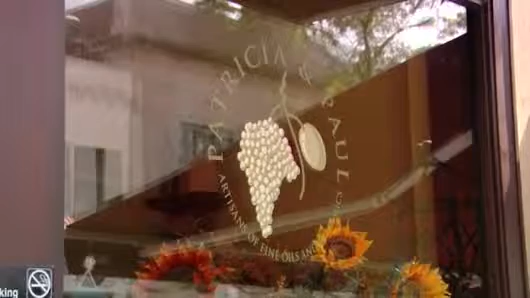 PATRICIA & PAUL
ARTISANS OF FINE OILS AND
king